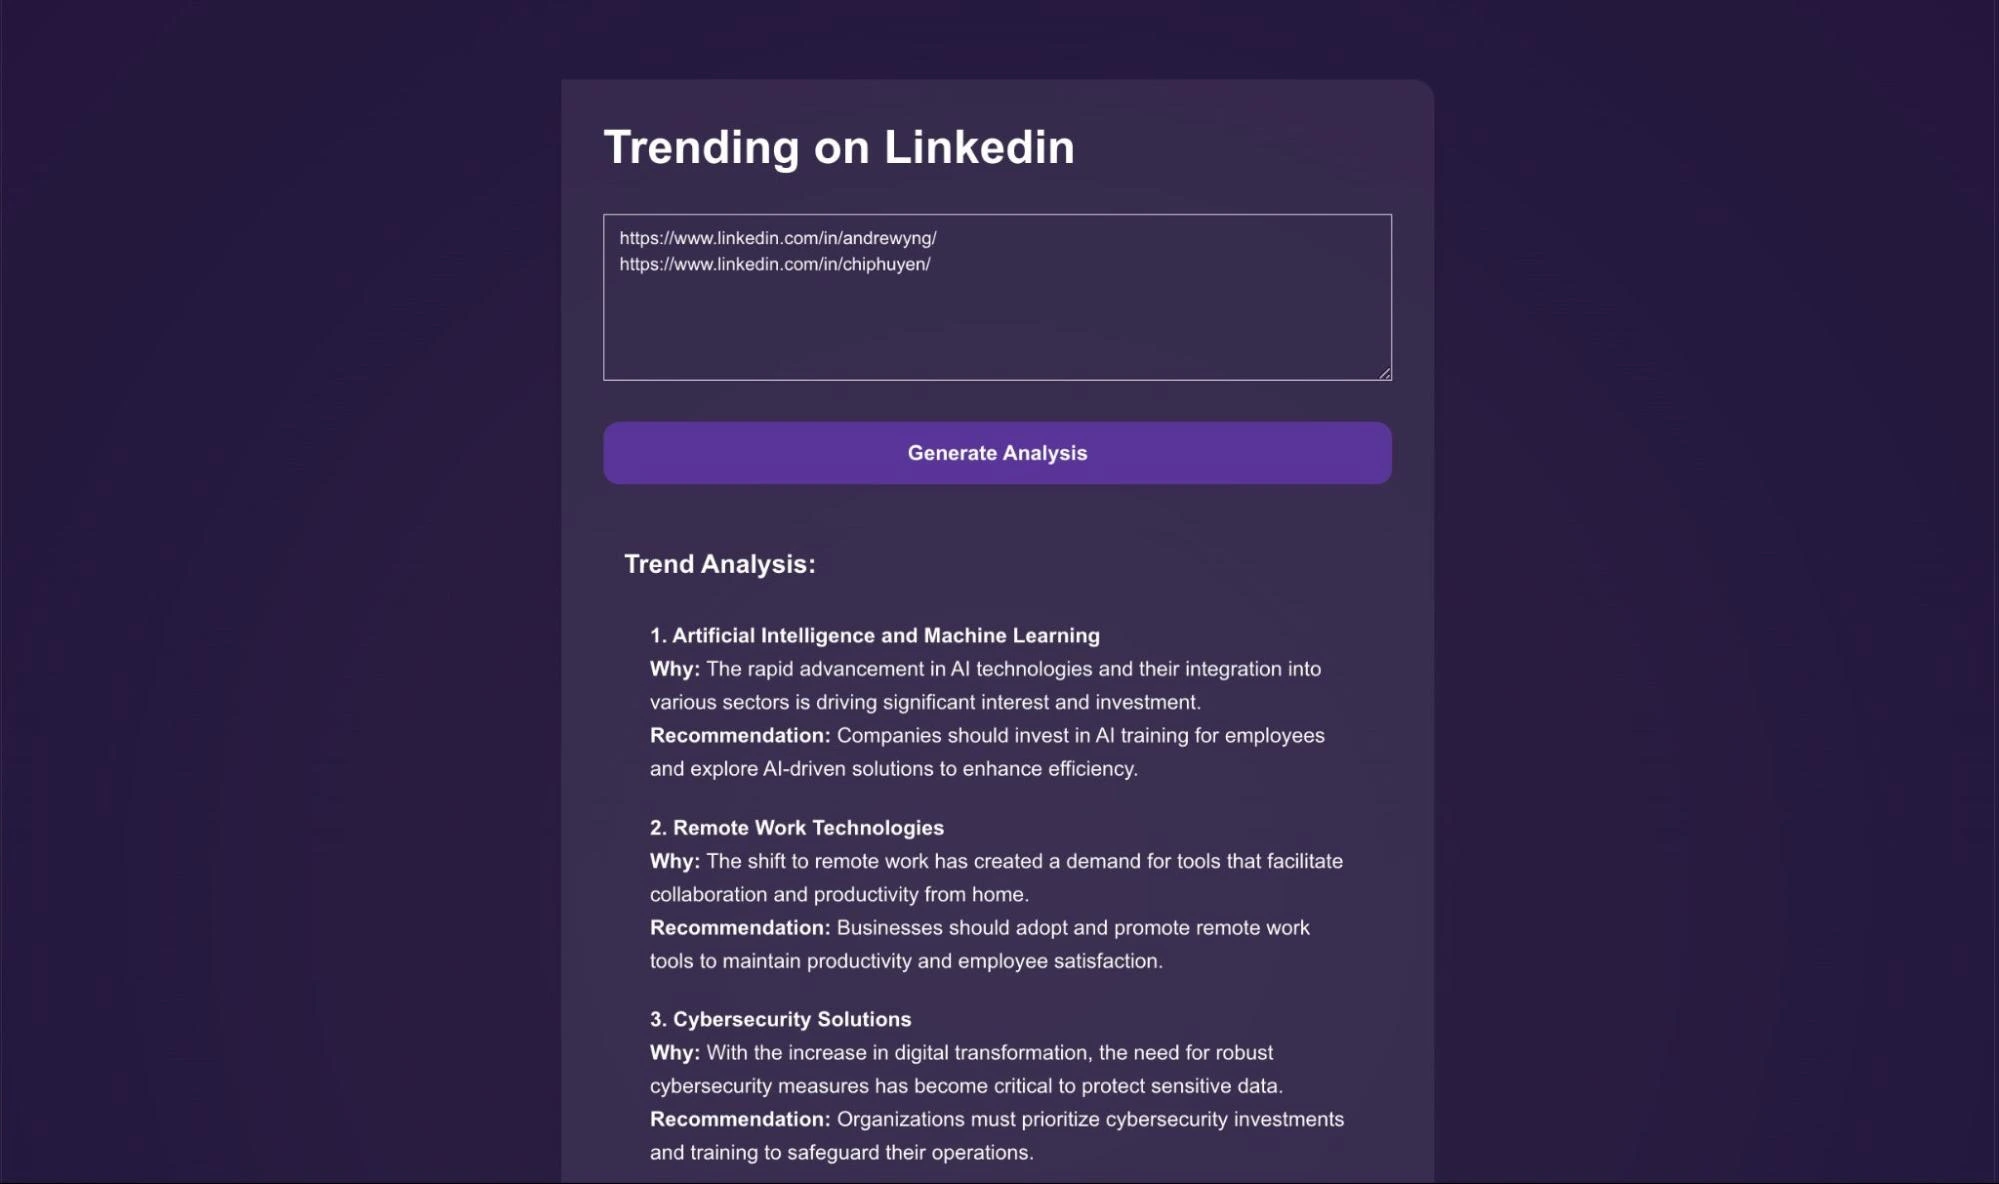 Trending on Linkedin
https://www.linkedin.com/in/andrewyng/
https://www.linkedin.com/in/chiphuyen/
Generate Analysis
Trend Analysis:
1. Artificial Intelligence and Machine Learning
Why: The rapid advancement in AI technologies and their integration into
various sectors is driving significant interest and investment.
Recommendation: Companies should invest in AI training for employees
and explore AI-driven solutions to enhance efficiency.
2. Remote Work Technologies
Why: The shift to remote work has created a demand for tools that facilitate
collaboration and productivity from home.
Recommendation: Businesses should adopt and promote remote work
tools to maintain productivity and employee satisfaction.
3. Cybersecurity Solutions
Why: With the increase in digital transformation, the need for robust
cybersecurity measures has become critical to protect sensitive data.
Recommendation: Organizations must prioritize cybersecurity investments
and training to safeguard their operations.